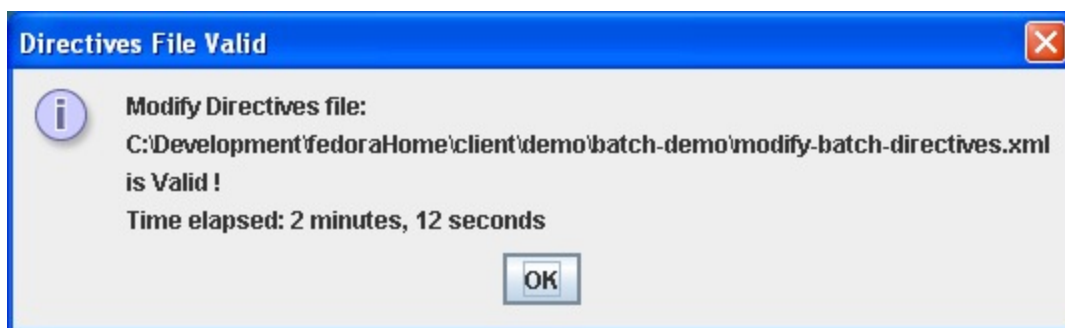 Directives File Valid
Modify Directives file:
C:\Development\fedoraHome\client\demo\batch-demo\modify-batch-directives.xml
is Valid !
Time elapsed: 2 minutes, 12 seconds
OK